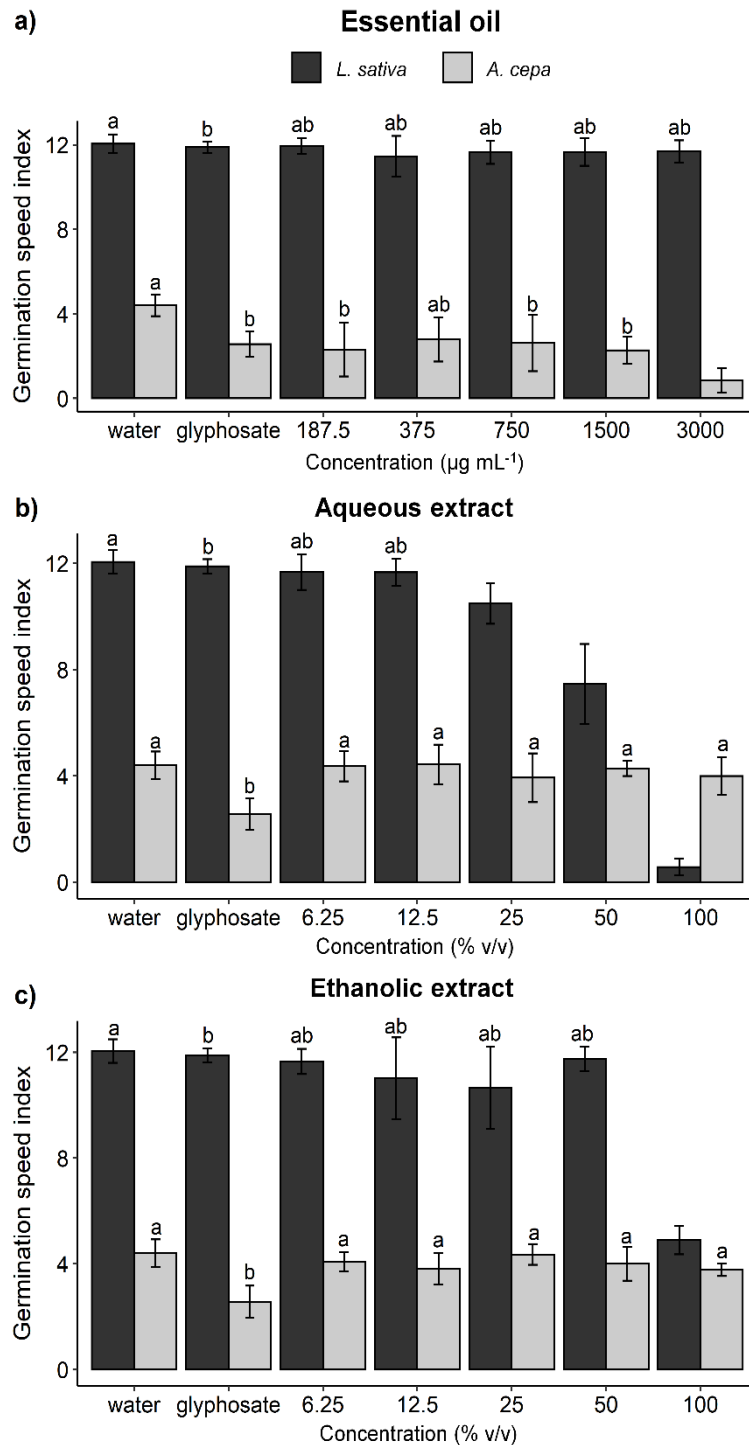 a)
Essential oil
L. sativa
A. cepa
Germination speed index
12
8
4
0
a b ab ab ab ab ab
a b b ab b b
water glyphosate 187.5 375 750 1500 3000
Concentration (µg mL⁻¹)
b)
Aqueous extract
Germination speed index
12
8
4
0
a b ab ab
a b a a a a a
water glyphosate 6.25 12.5 25 50 100
Concentration (% v/v)
c)
Ethanolic extract
Germination speed index
12
8
4
0
a b ab ab ab ab
a b a a a a a
water glyphosate 6.25 12.5 25 50 100
Concentration (% v/v)